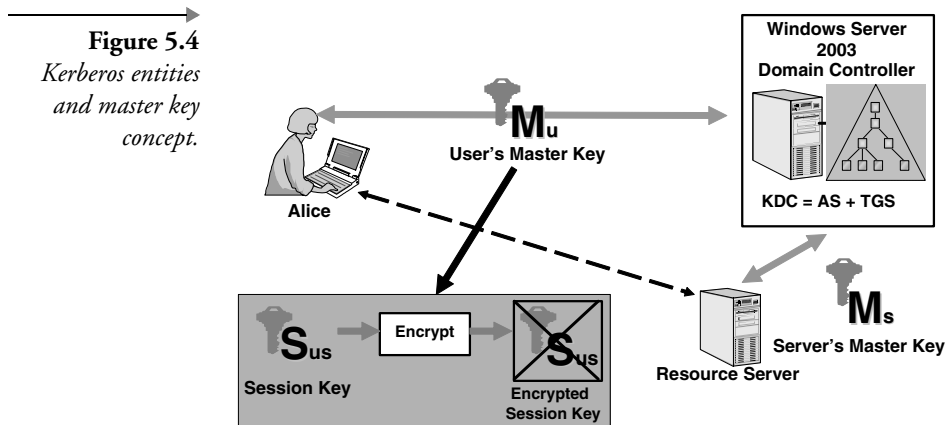 Figure 5.4
Kerberos entities
and master key
concept.
Windows Server
2003
Domain Controller
Mu
User's Master Key
Alice
KDC = AS + TGS
Sus
Encrypt
Sus
Session Key
Encrypted
Session Key
Ms
Server's Master Key
Resource Server